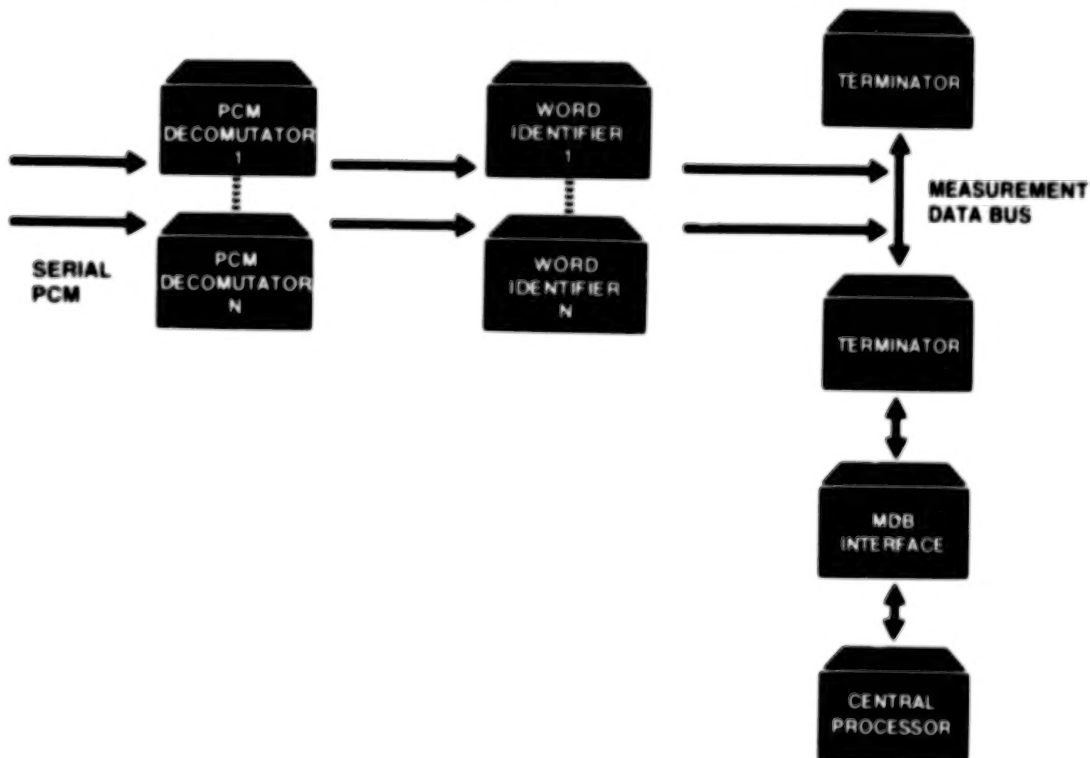 TERMINATOR
PCM
DECOMUTATOR
1
WORD
IDENTIFIER
1
MEASUREMENT
DATA BUS
SERIAL
PCM
PCM
DECOMUTATOR
N
WORD
IDENTIFIER
N
TERMINATOR
MDB
INTERFACE
CENTRAL
PROCESSOR